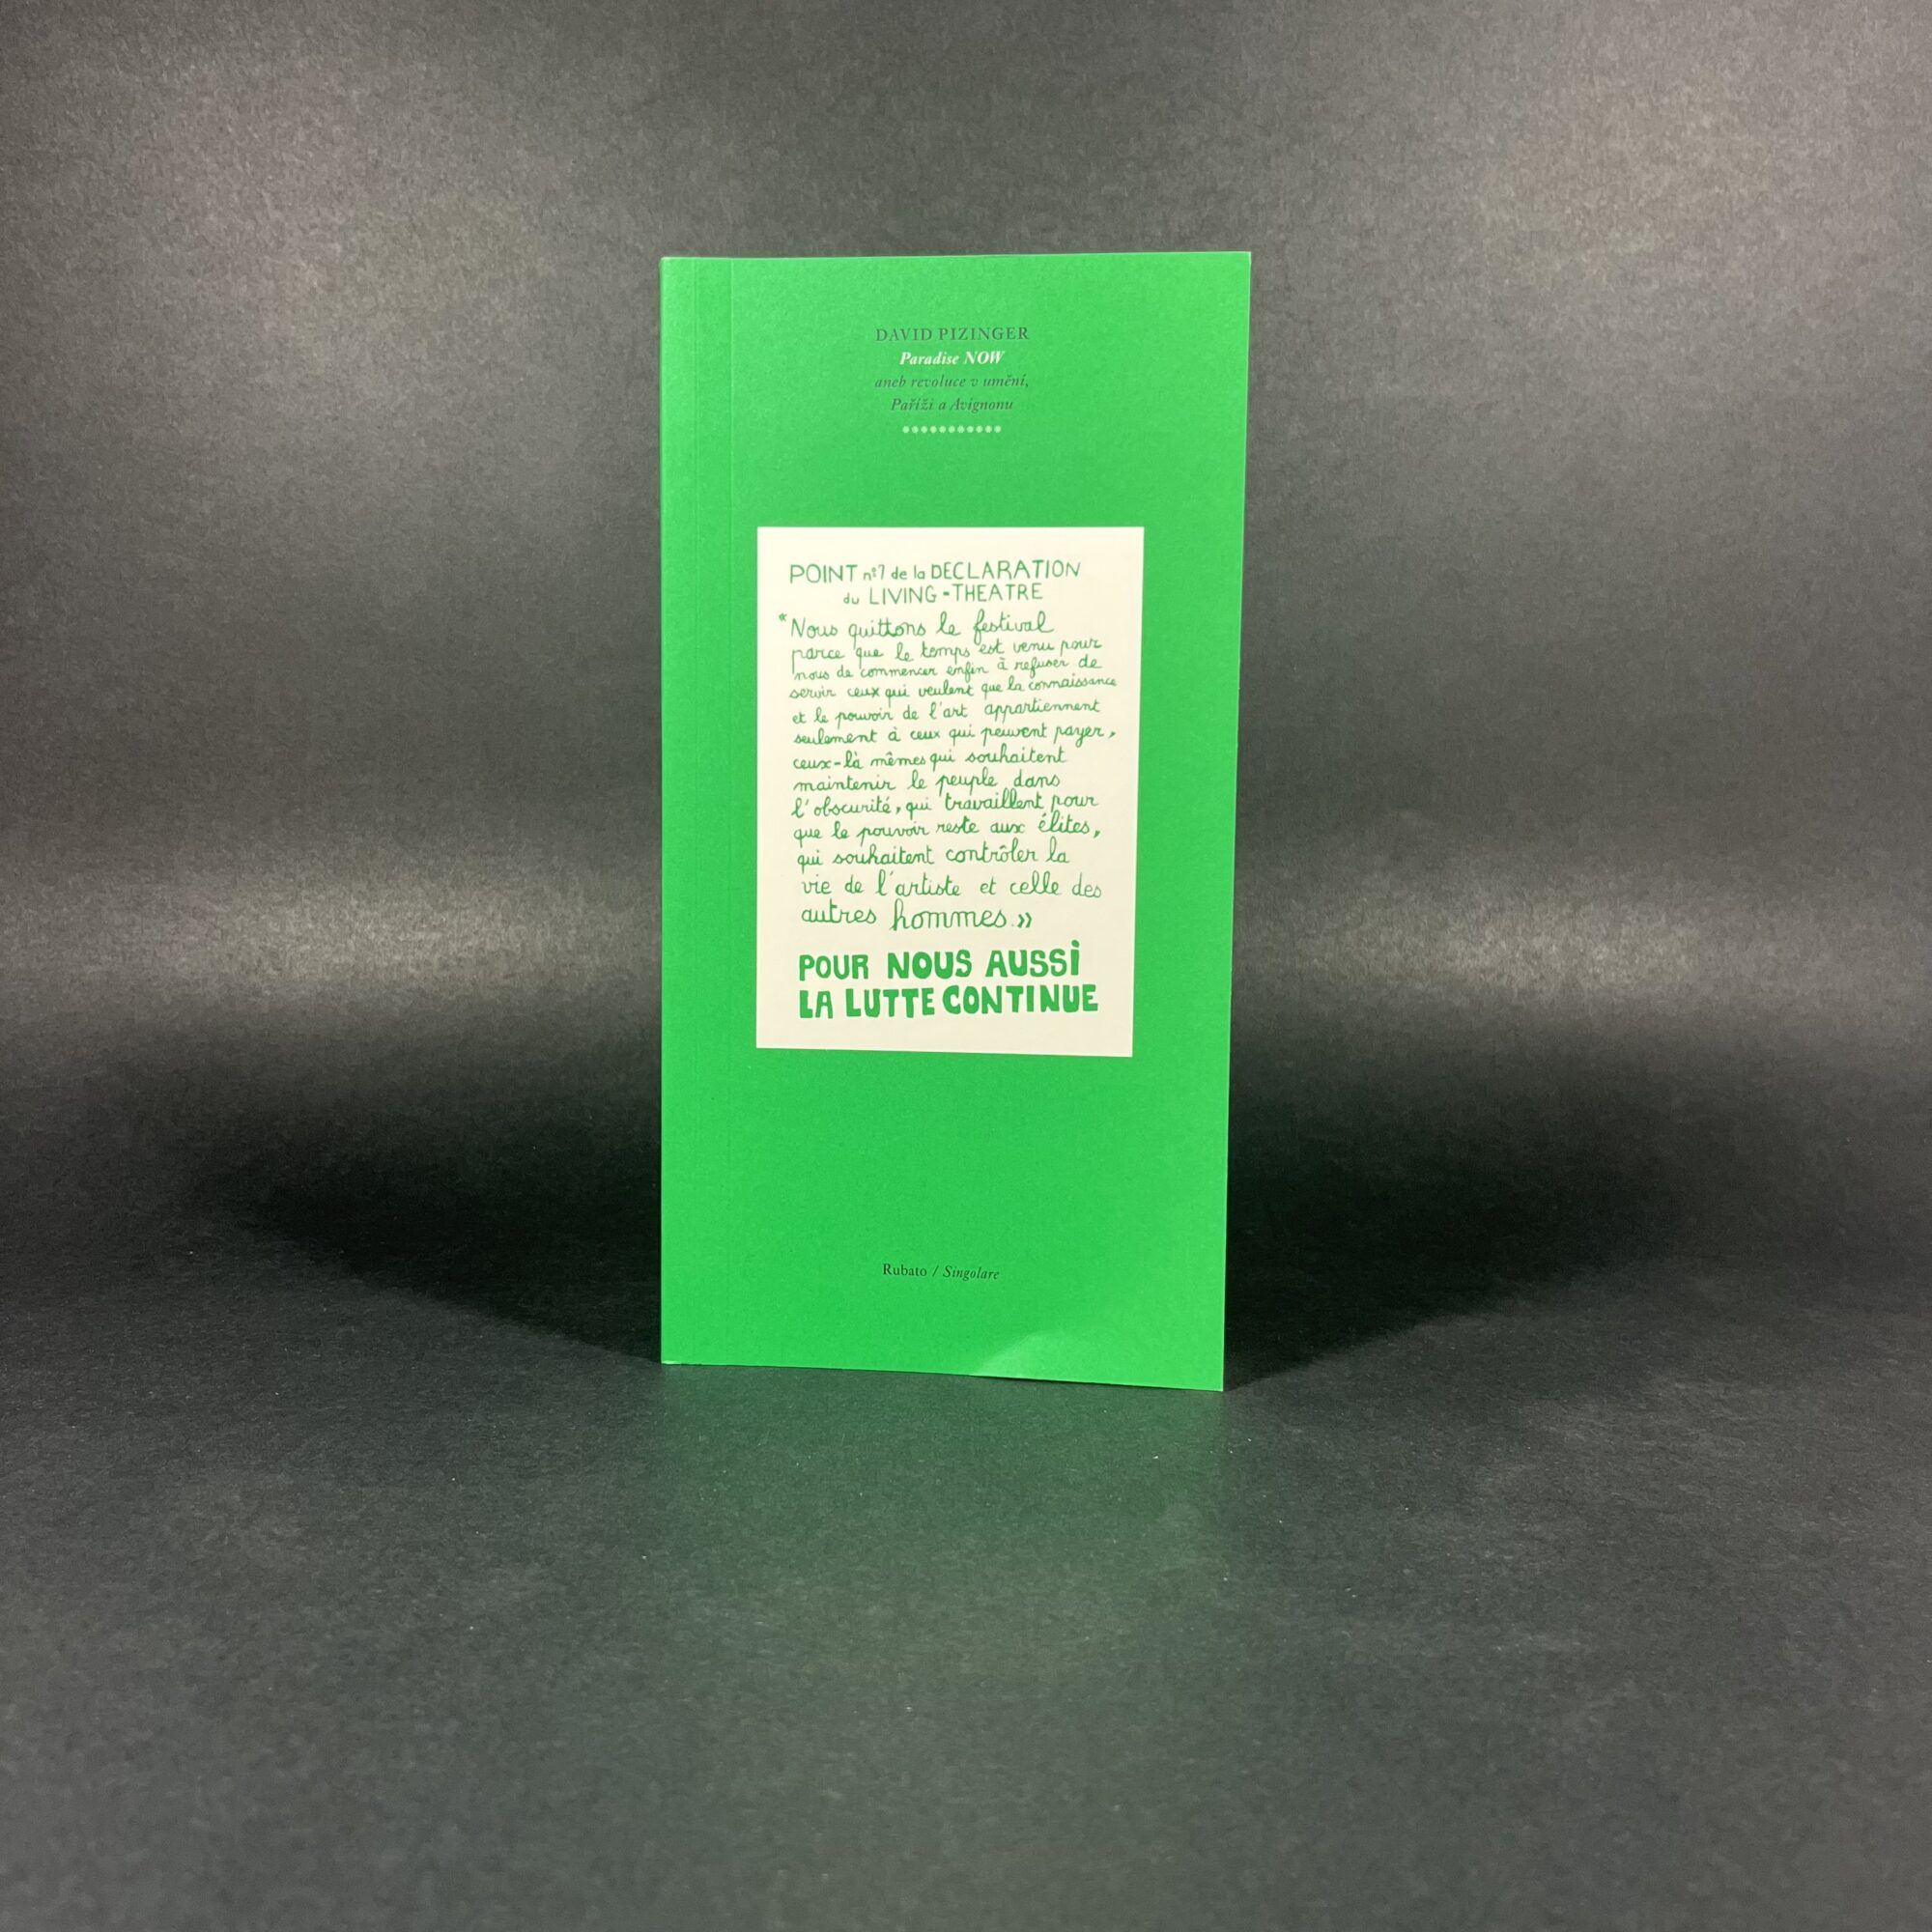 DAVID PIZINGER
Paradise NOW
aneb revoluce v umění,
Paříži a Avignonu
POINT n°7 de la DECLARATION
du LIVING-THEATRE
"Nous quittons le festival
parce que le temps est venu pour
nous de commencer enfin à refuser de
servir ceux qui veulent que la connaissance
et le pouvoir de l'art appartiennent
seulement à ceux qui peuvent payer,
ceux-là mêmes qui souhaitent
maintenir le peuple dans
l'obscurité, qui travaillent pour
que le pouvoir reste aux élites,
qui souhaitent contrôler la
vie de l'artiste et celle des
autres hommes.»
POUR NOUS AUSSi
LA LUTTE CONTINUE
Rubato / Singolare